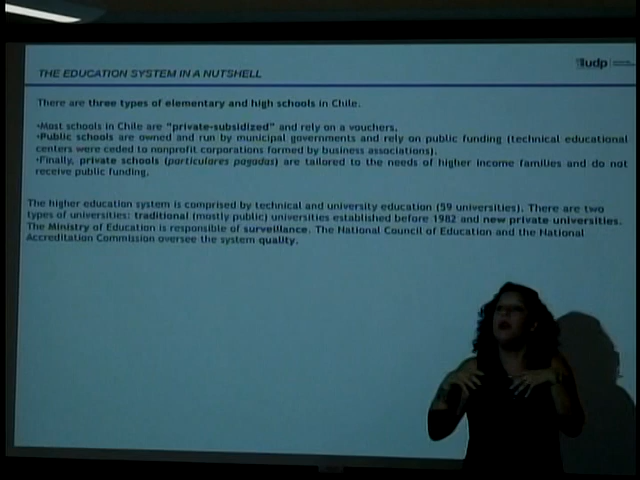 udp
THE EDUCATION SYSTEM IN A NUTSHELL
There are three types of elementary and high schools in Chile.
•Most schools in Chile are "private-subsidized" and rely on a vouchers.
•Public schools are owned and run by municipal governments and rely on public funding (technical educational
centers were ceded to nonprofit corporations formed by business associations).
•Finally, private schools (particulares pagados) are tailored to the needs of higher income families and do not
receive public funding.
The higher education system is comprised by technical and university education (59 universities). There are two
types of universities: traditional (mostly public) universities established before 1982 and new private universities.
The Ministry of Education is responsible of surveillance. The National Council of Education and the National
Accreditation Commission oversee the system quality.